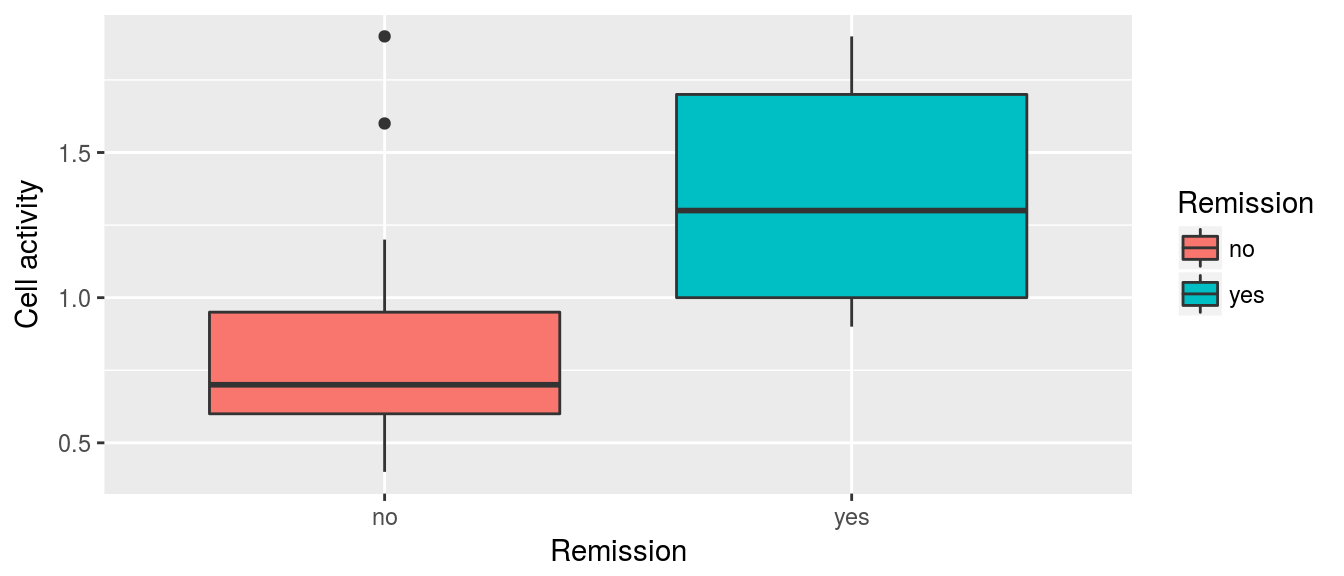 Cell activity
1.5
1.0
0.5
no
yes
Remission
Remission
no
yes